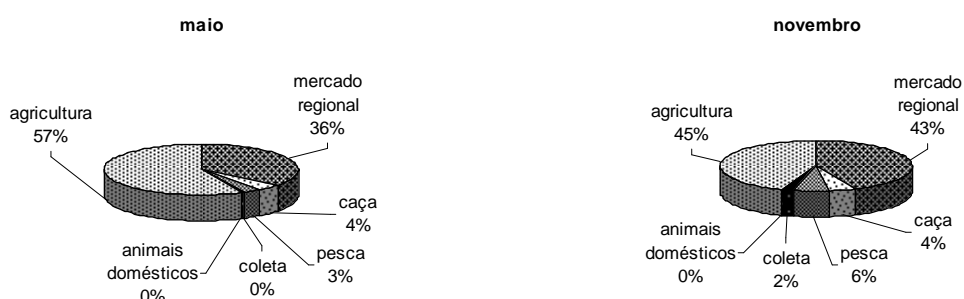 maio
mercado
regional
36%
agricultura
57%
caça
4%
pesca
3%
coleta
0%
animais
domésticos
0%
novembro
mercado
regional
43%
agricultura
45%
caça
4%
pesca
6%
coleta
2%
animais
domésticos
0%